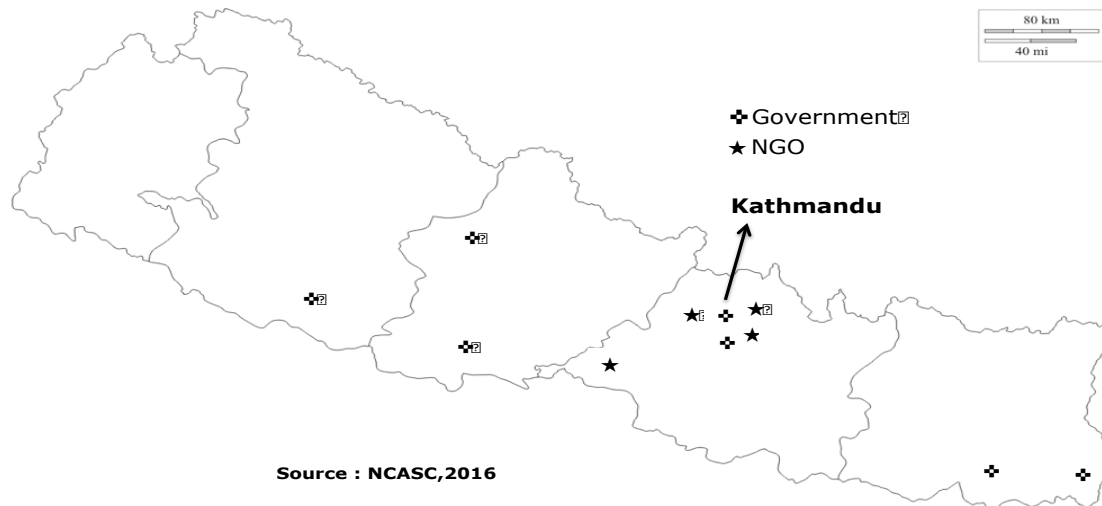 80 km
40 mi
Government
NGO
Kathmandu
Source : NCASC,2016